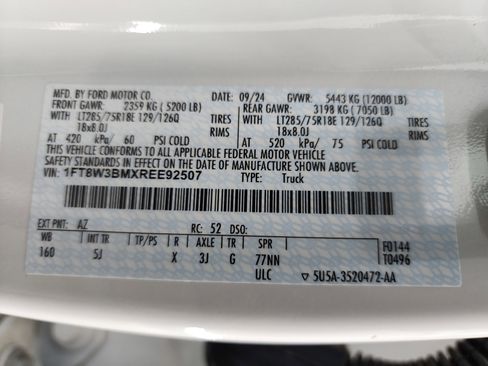 MFD. BY FORD MOTOR CO. DATE: 09/24 GVWR: 5443 KG (12000 LB)
FRONT GAWR: 2359 KG ( 5200 LB) REAR GAWR: 3198 KG ( 7050 LB)
WITH LT285/75R18E 129/126Q TIRES WITH LT285/75R18E 129/126Q TIRES
18x8.0J RIMS 18x8.0J RIMS
AT 420 kPa/ 60 PSI COLD AT 520 kPa/ 75 PSI COLD
THIS VEHICLE CONFORMS TO ALL APPLICABLE FEDERAL MOTOR VEHICLE
SAFETY STANDARDS IN EFFECT ON THE DATE OF MANUFACTURE SHOWN ABOVE.
VIN: 1FT8W3BMXREE92507 TYPE: Truck
EXT PNT: AZ RC: 52 DSO: F0144
WB INT TR TP/PS R AXLE TR SPR T0496
160 5J X 3J G 77NN
ULC ▽ 5U5A-3520472-AA